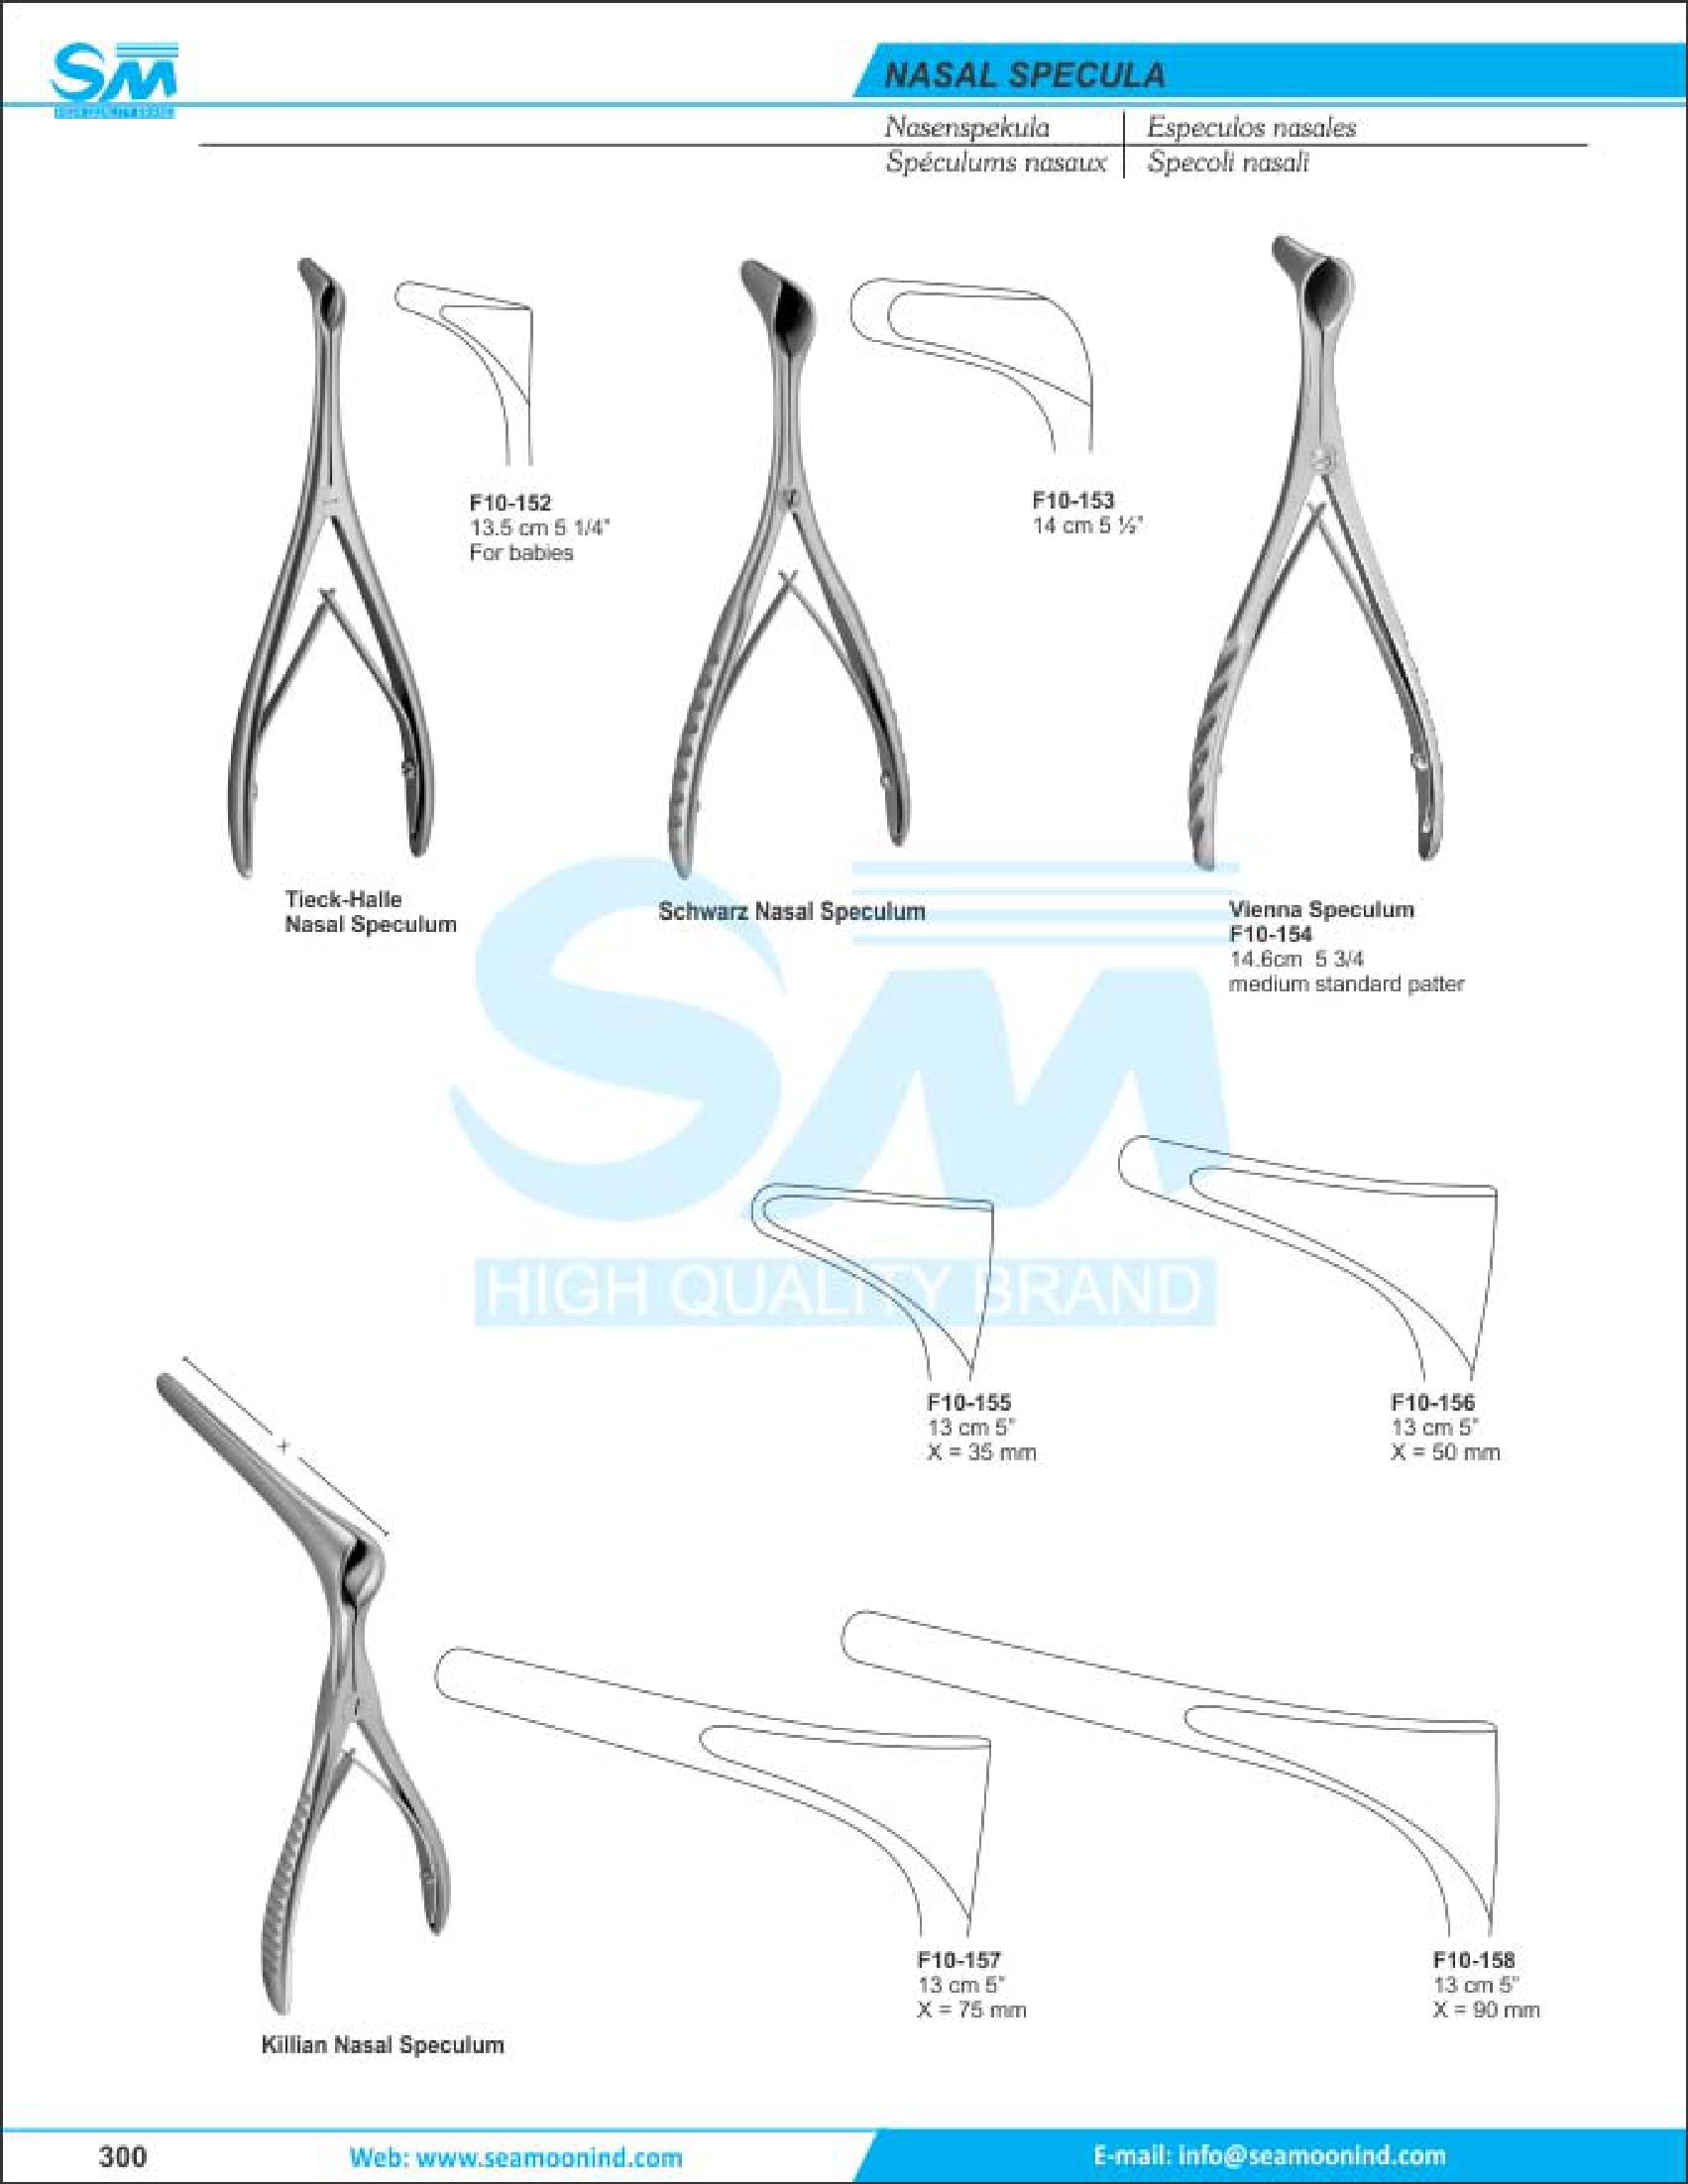 SM
NASAL SPECULA
Nasenspekula
Especulos nasales
Spéculums nasaux
Specoli nasali
F10-152
13.5 cm 5 1/4"
For babies
F10-153
14 cm 5 ½"
Tieck-Halle
Nasal Speculum
Schwarz Nasal Speculum
Vienna Speculum
F10-154
14.6cm 5 3/4
medium standard patter
SM
HIGH QUALITY BRAND
F10-155
13 cm 5"
X = 35 mm
F10-156
13 cm 5"
X = 50 mm
X
F10-157
13 cm 5"
X = 75 mm
F10-158
13 cm 5"
X = 90 mm
Killian Nasal Speculum
300
Web: www.seamoonind.com
E-mail: info@seamoonind.com